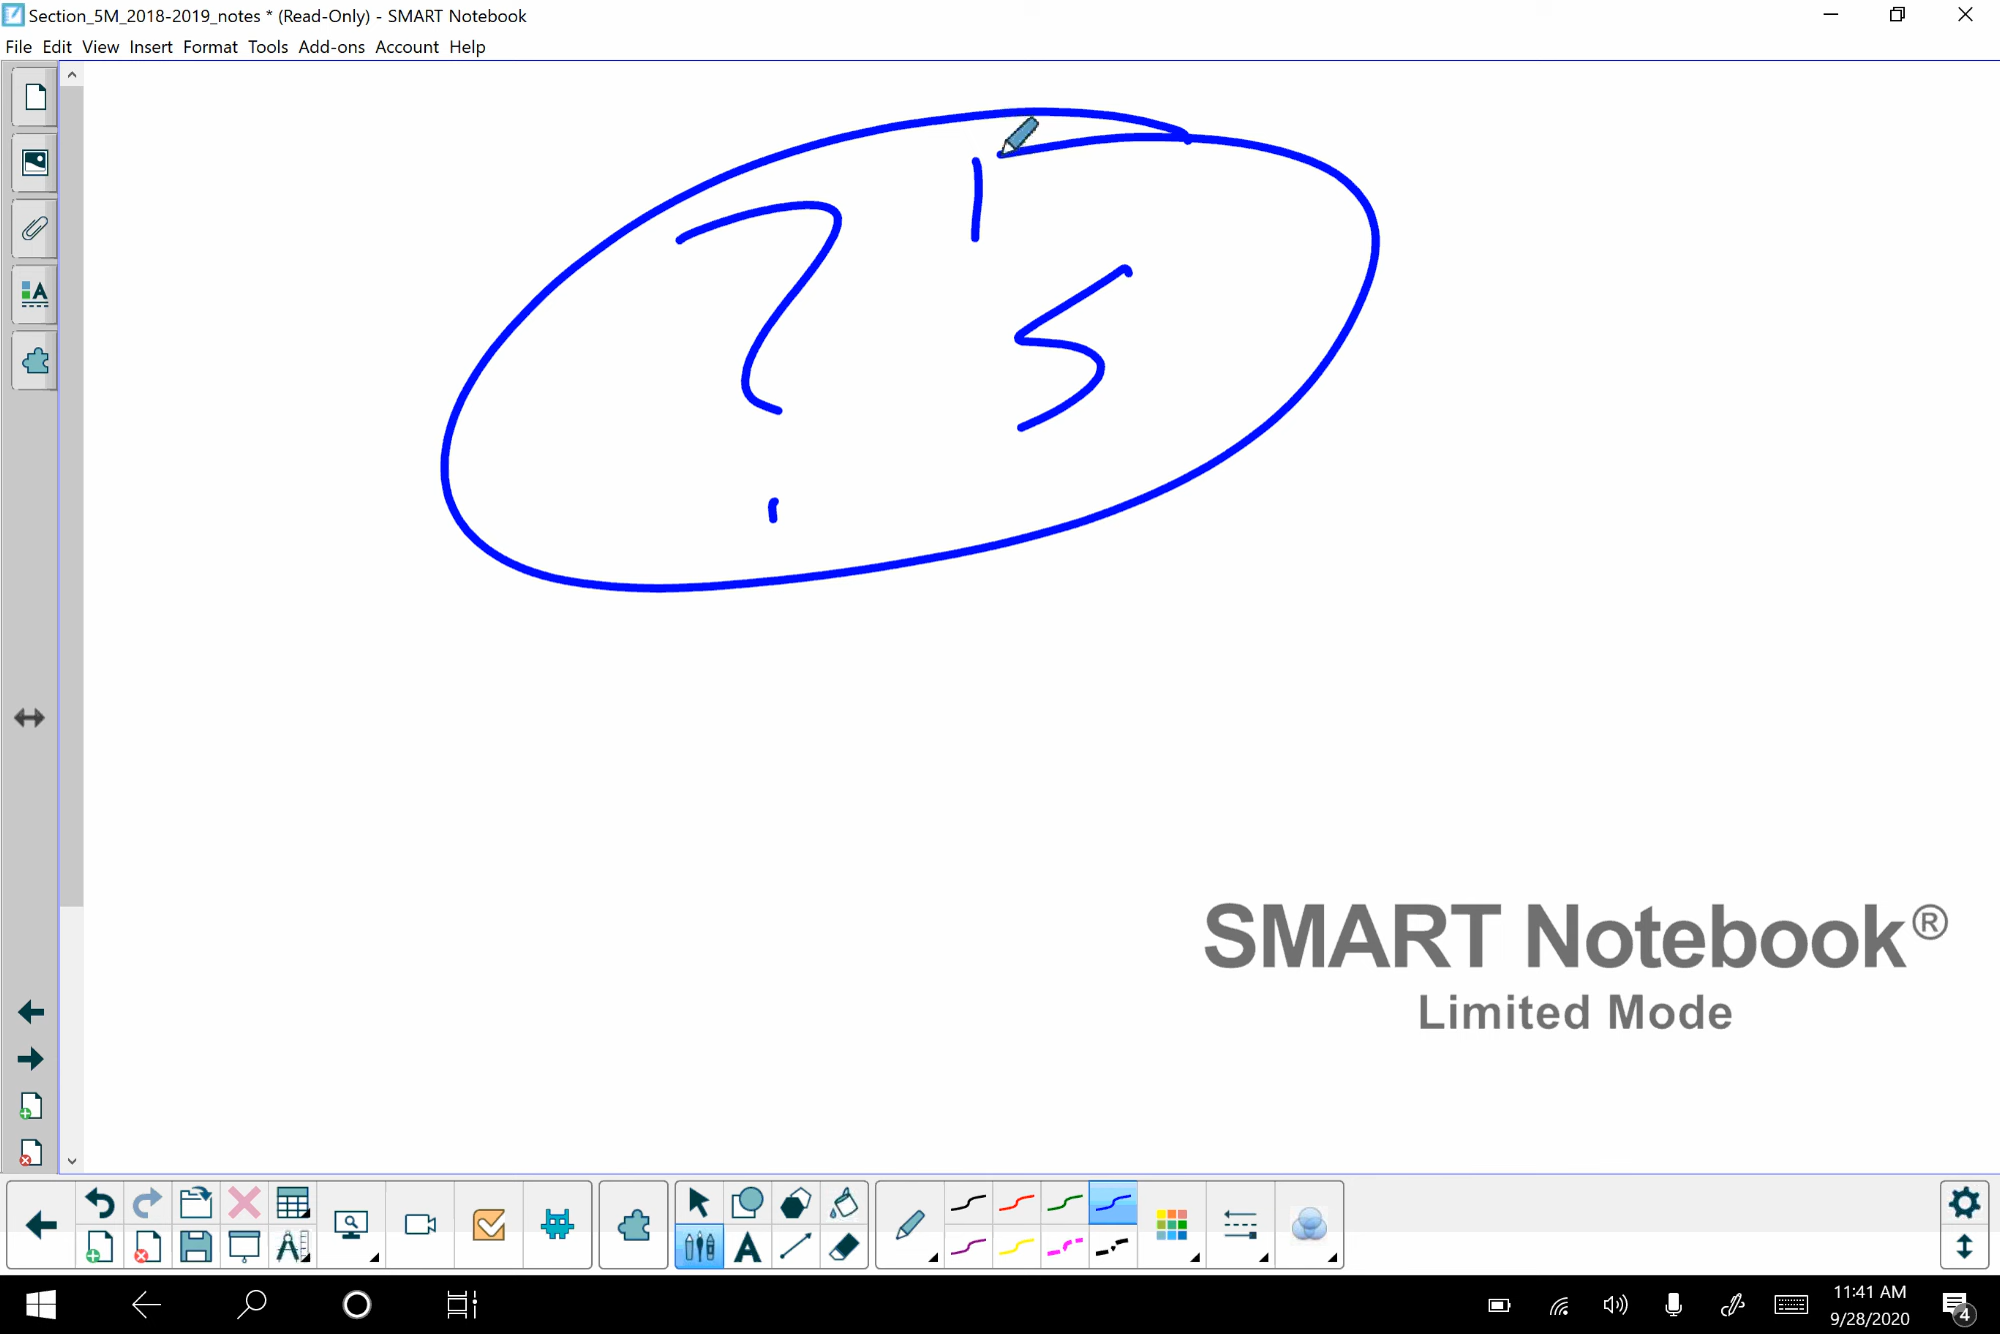 Section_5M_2018-2019_notes * (Read-Only) - SMART Notebook
File Edit View Insert Format Tools Add-ons Account Help
?'s
SMART Notebook®
Limited Mode
11:41 AM
9/28/2020
4